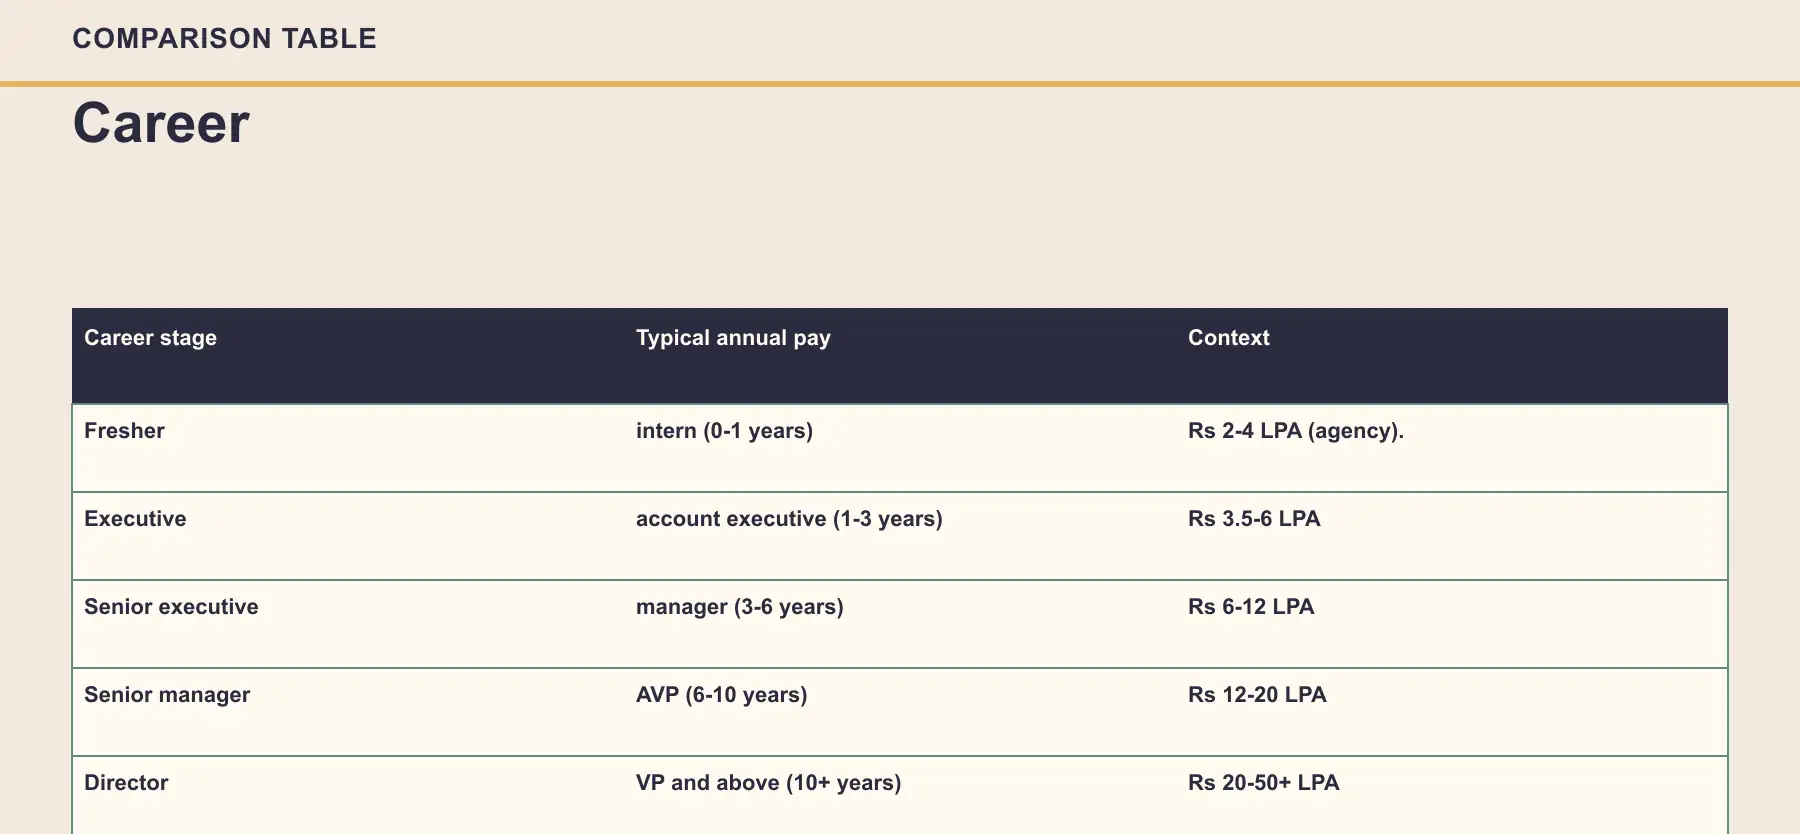 COMPARISON TABLE
Career
Career stage Typical annual pay Context
Fresher intern (0-1 years) Rs 2-4 LPA (agency).
Executive account executive (1-3 years) Rs 3.5-6 LPA
Senior executive manager (3-6 years) Rs 6-12 LPA
Senior manager AVP (6-10 years) Rs 12-20 LPA
Director VP and above (10+ years) Rs 20-50+ LPA